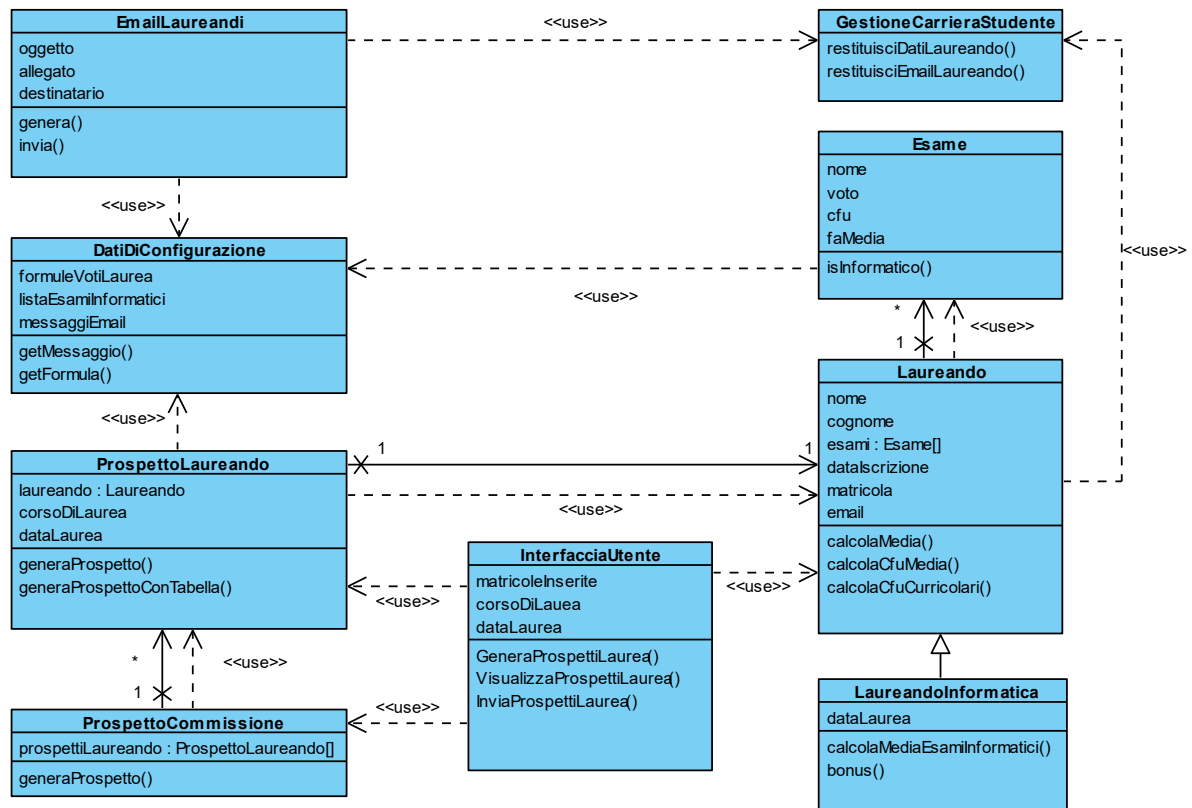 EmailLaureandi
oggetto
allegato
destinatario
genera()
invia()
<<use>>
GestioneCarrieraStudente
restituisciDatiLaureando()
restituisciEmailLaureando()
<<use>>
Esame
nome
voto
cfu
faMedia
isInformatico()
<<use>>
DatiDiConfigurazione
formuleVotiLaurea
listaEsamiInformatici
messaggiEmail
getMessaggio()
getFormula()
<<use>>
*
1
<<use>>
Laureando
nome
cognome
esami : Esame[]
dataIscrizione
matricola
email
calcolaMedia()
calcolaCfuMedia()
calcolaCfuCurricolari()
<<use>>
1
1
ProspettoLaureando
laureando : Laureando
corsoDiLaurea
dataLaurea
generaProspetto()
generaProspettoConTabella()
<<use>>
InterfacciaUtente
matricoleInserite
corsoDiLauea
dataLaurea
GeneraProspettiLaurea()
VisualizzaProspettiLaurea()
InviaProspettiLaurea()
<<use>>
<<use>>
*
1
<<use>>
<<use>>
ProspettoCommissione
prospettiLaureando : ProspettoLaureando[]
generaProspetto()
LaureandoInformatica
dataLaurea
calcolaMediaEsamiInformatici()
bonus()